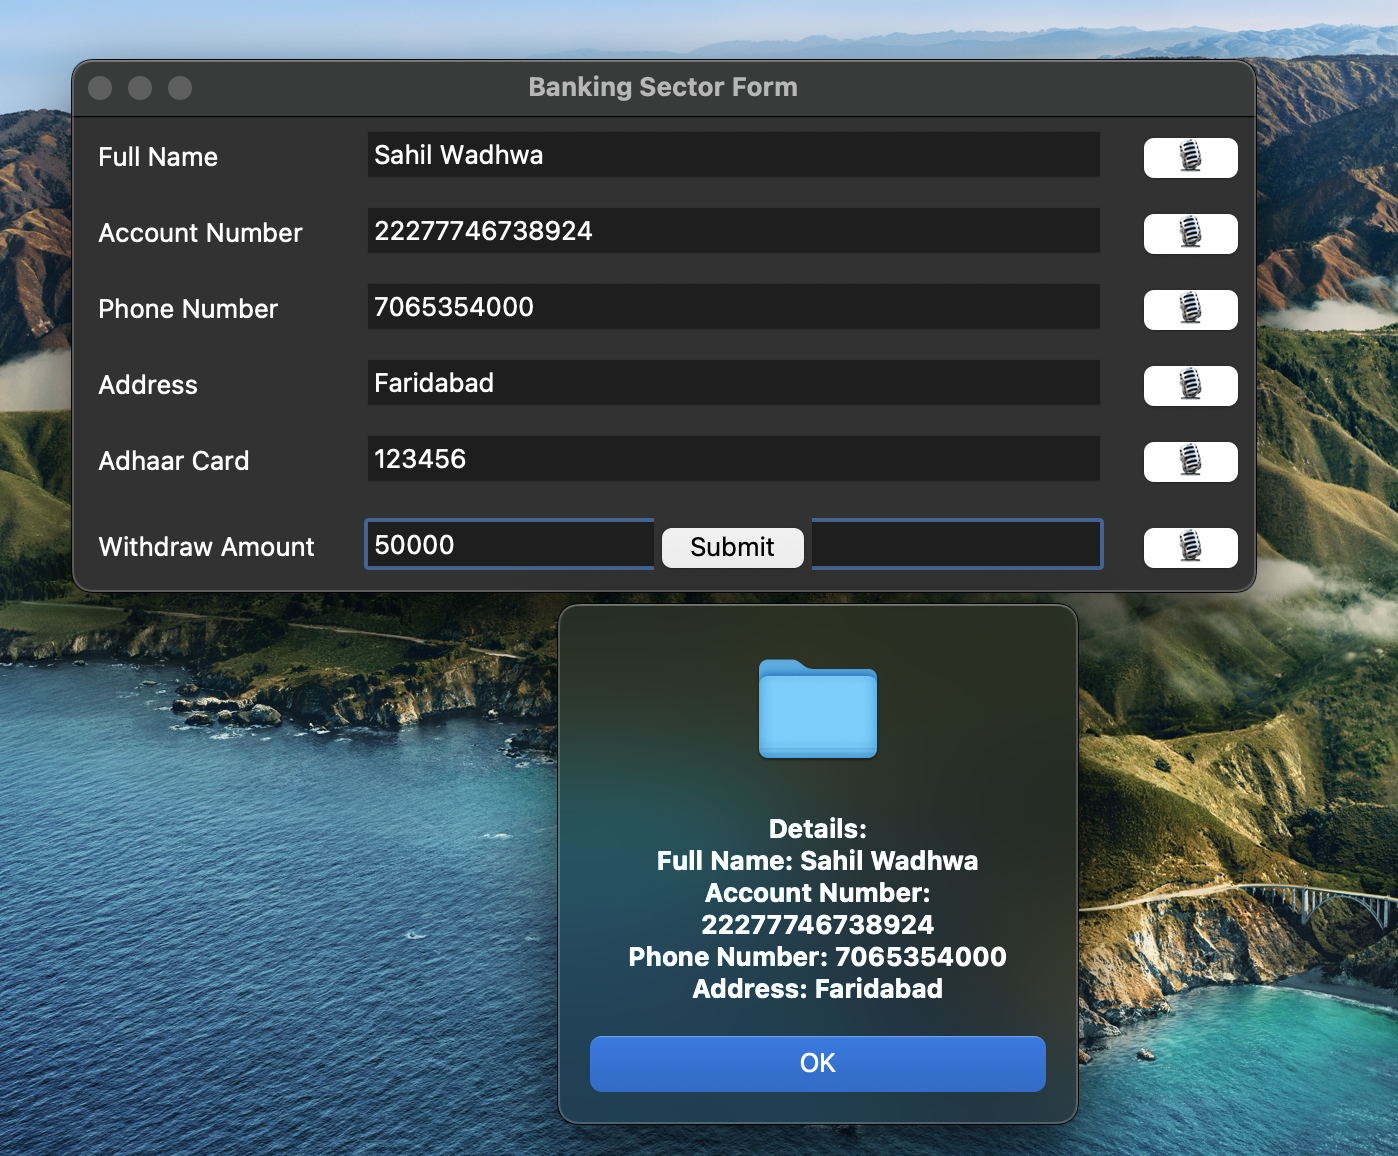 Banking Sector Form
Full Name Sahil Wadhwa
Account Number 22277746738924
Phone Number 7065354000
Address Faridabad
Adhaar Card 123456
Withdraw Amount 50000 Submit
Details:
Full Name: Sahil Wadhwa
Account Number:
22277746738924
Phone Number: 7065354000
Address: Faridabad
OK